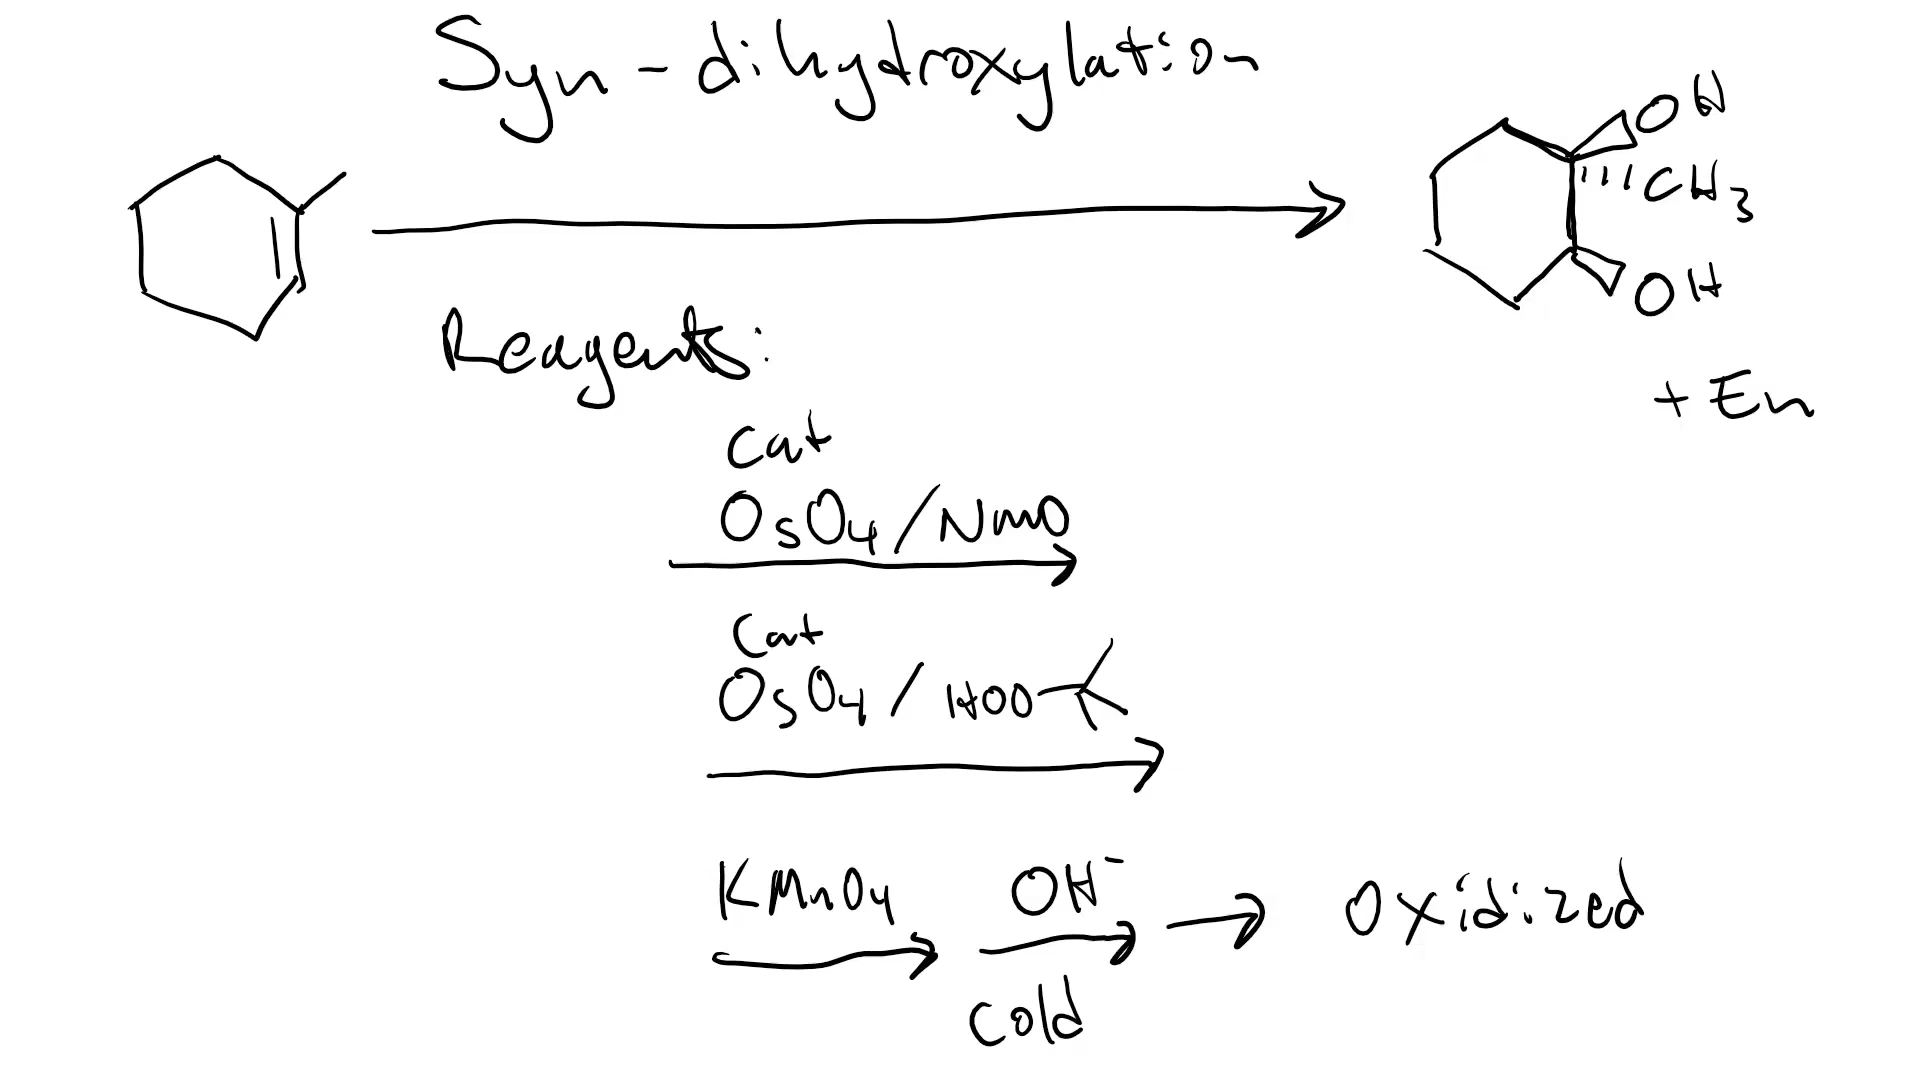 Syn-dihydroxylation
OH
CH3
OH
+ En
Reagents:
Cat
OsO4/NMO
Cat
OsO4/HOO
KMnO4 OH- Oxidized
Cold